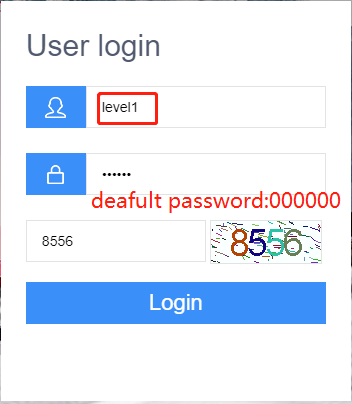 User login
level1
••••••
deafult password:000000
8556
8556
Login